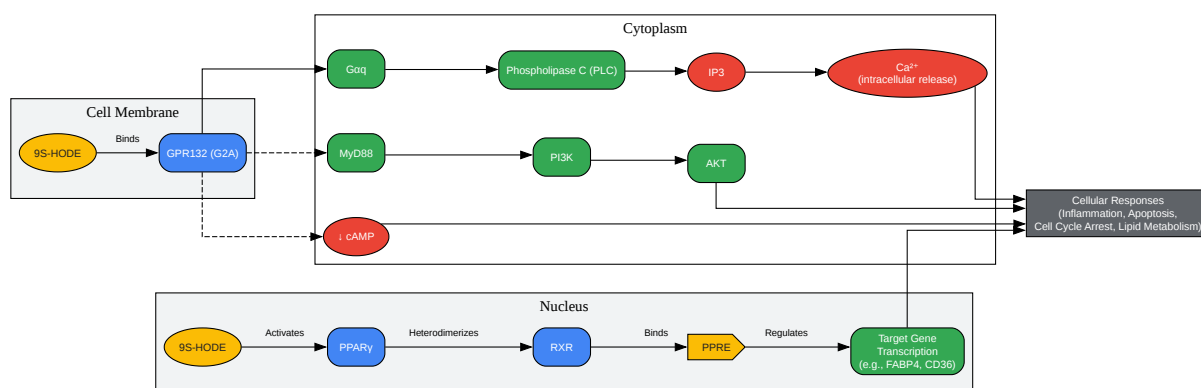 Cytoplasm
Gαq
Phospholipase C (PLC)
IP3
Ca²⁺
(intracellular release)
Cell Membrane
9S-HODE
Binds
GPR132 (G2A)
MyD88
PI3K
AKT
↓ cAMP
Cellular Responses
(Inflammation, Apoptosis,
Cell Cycle Arrest, Lipid Metabolism)
Nucleus
9S-HODE
Activates
PPARγ
Heterodimerizes
RXR
Binds
PPRE
Regulates
Target Gene
Transcription
(e.g., FABP4, CD36)